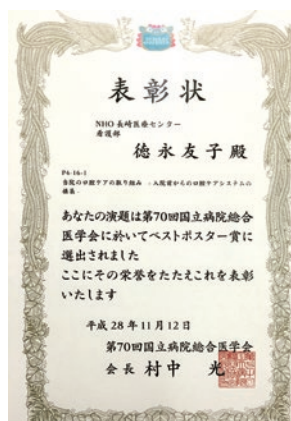 表彰状
NHO 長崎医療センター
看護部
徳永友子 殿
P4-16-1
当院の口腔ケアの取り組み －入院前からの口腔ケアシステムの
構築－
あなたの演題は第70回国立病院総合
医学会に於いてベストポスター賞に
選出されました
ここにその栄誉をたたえこれを表彰
いたします
平成 28 年 11 月 12 日
第70回国立病院総合医学会
会長 村中 光